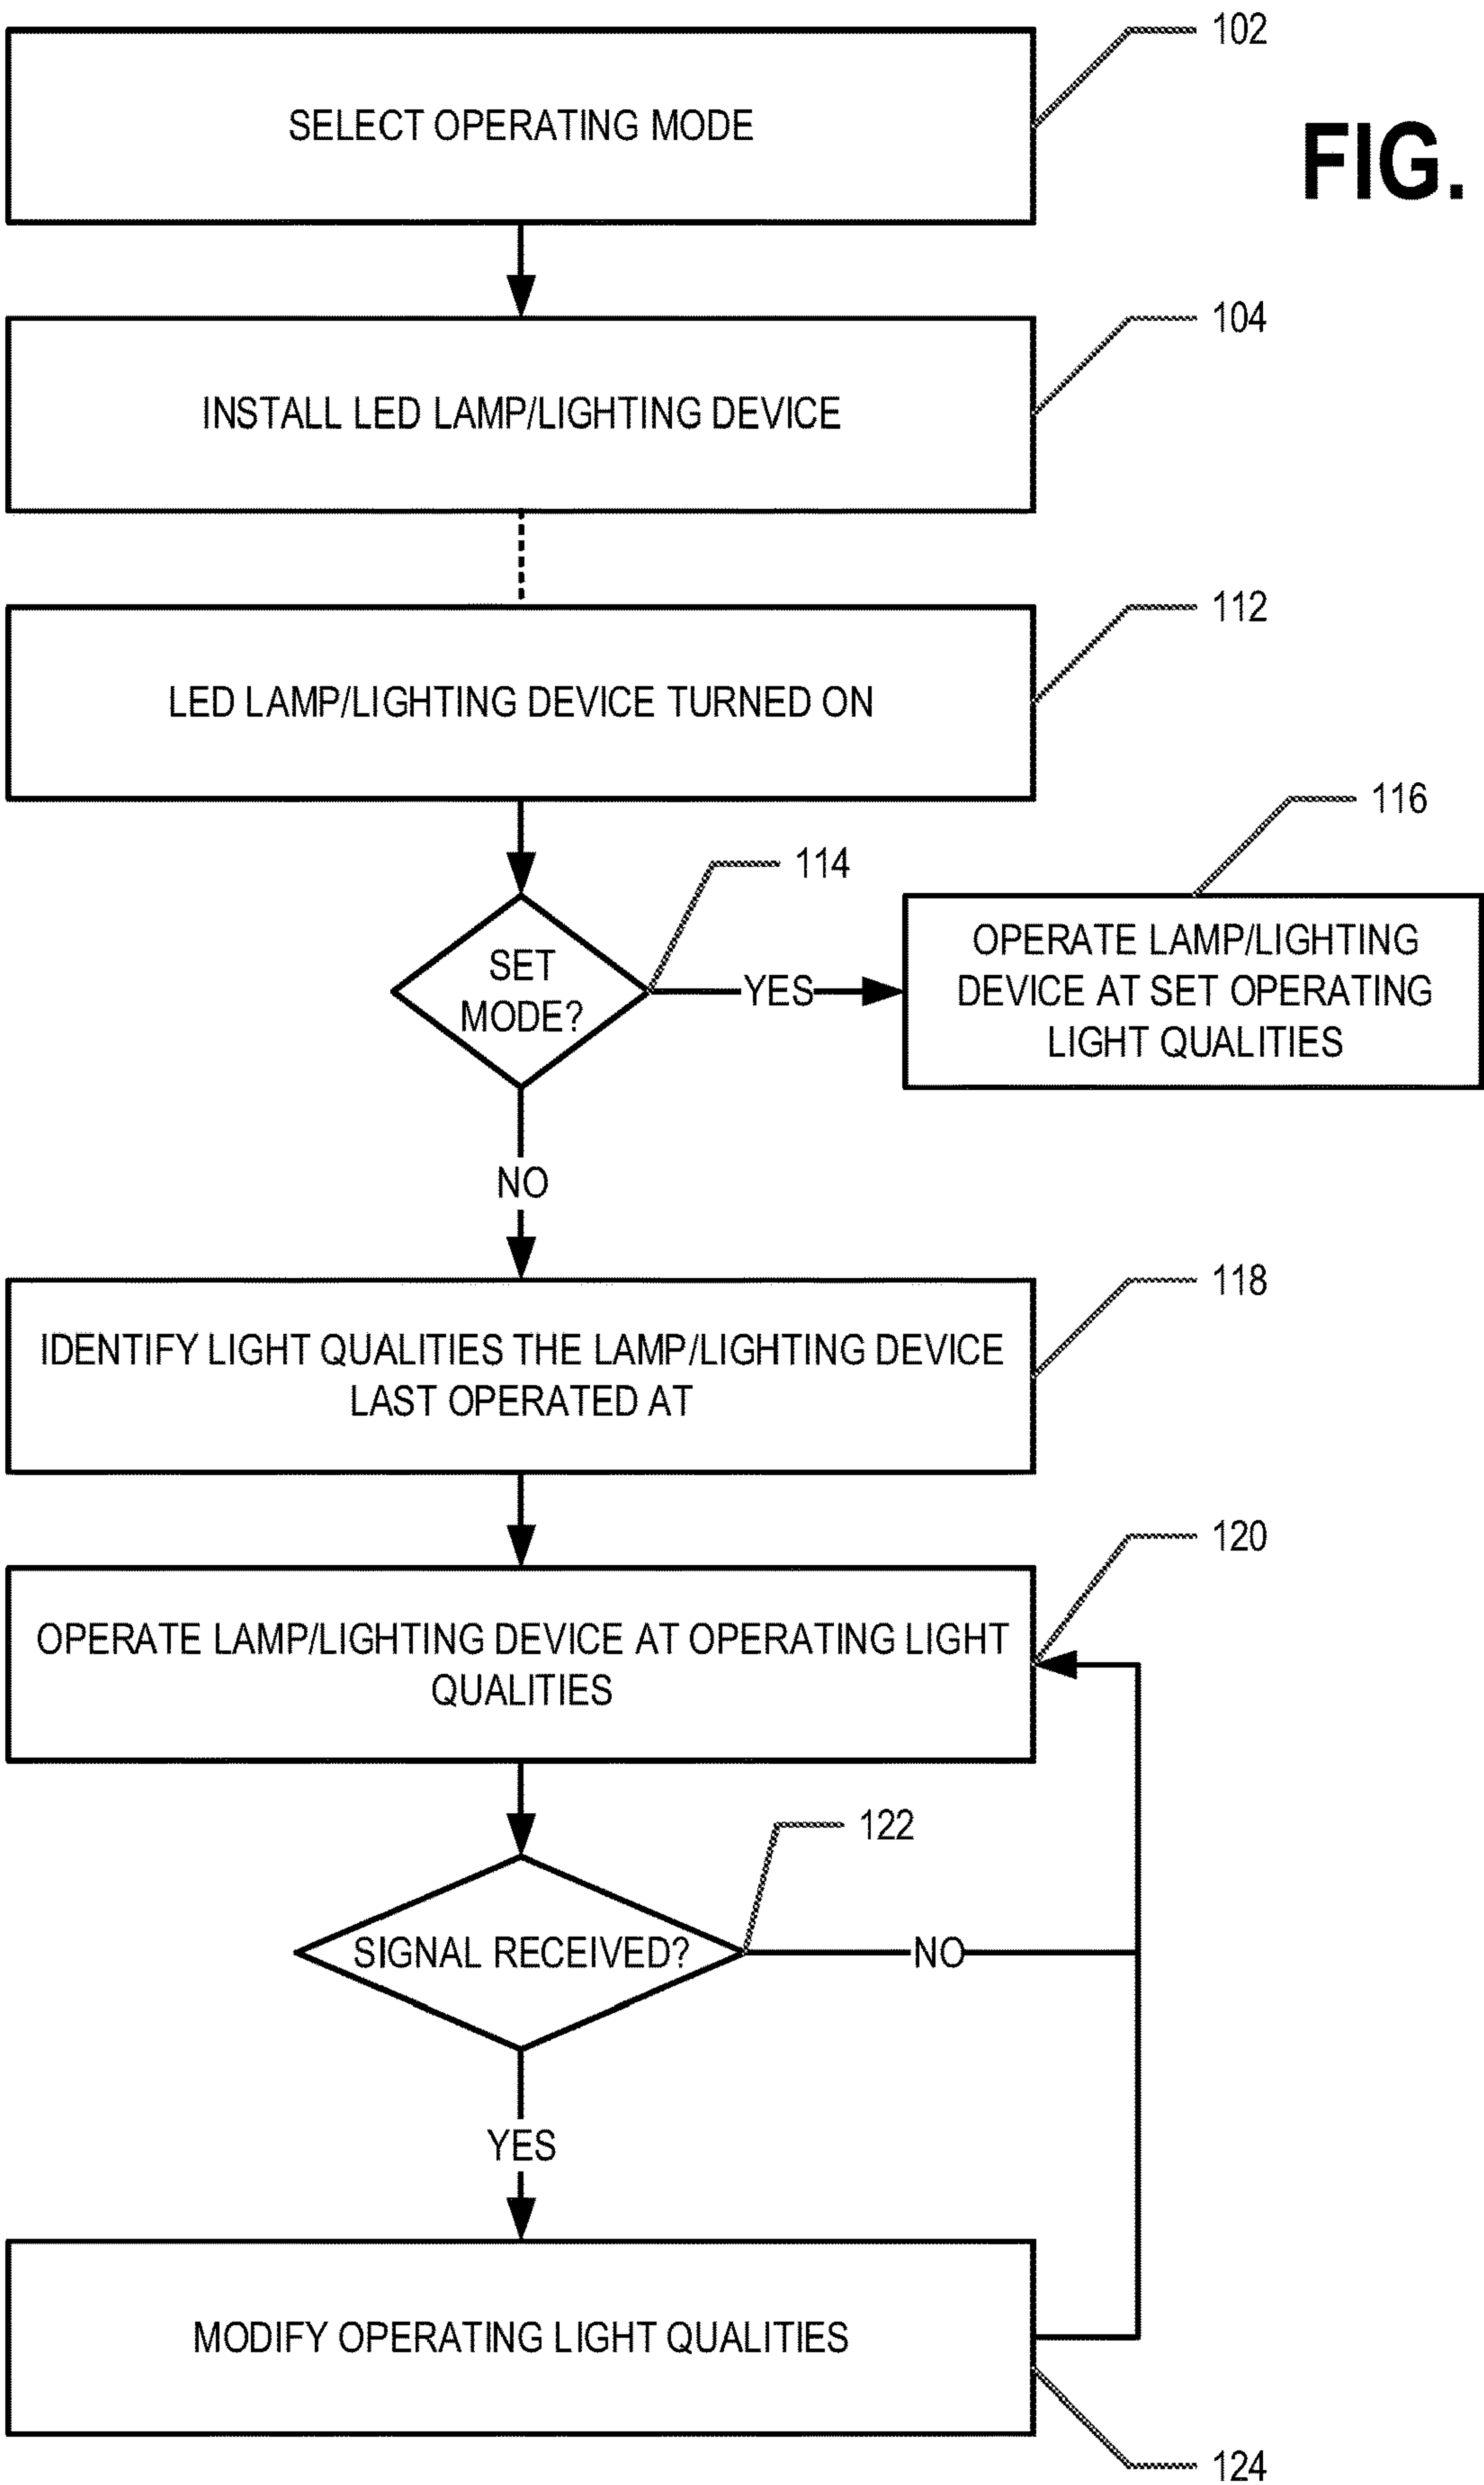 102
SELECT OPERATING MODE
FIG.
104
INSTALL LED LAMP/LIGHTING DEVICE
112
LED LAMP/LIGHTING DEVICE TURNED ON
116
114
SET
MODE?
YES
OPERATE LAMP/LIGHTING
DEVICE AT SET OPERATING
LIGHT QUALITIES
NO
118
IDENTIFY LIGHT QUALITIES THE LAMP/LIGHTING DEVICE
LAST OPERATED AT
120
OPERATE LAMP/LIGHTING DEVICE AT OPERATING LIGHT
QUALITIES
122
SIGNAL RECEIVED?
NO
YES
MODIFY OPERATING LIGHT QUALITIES
124